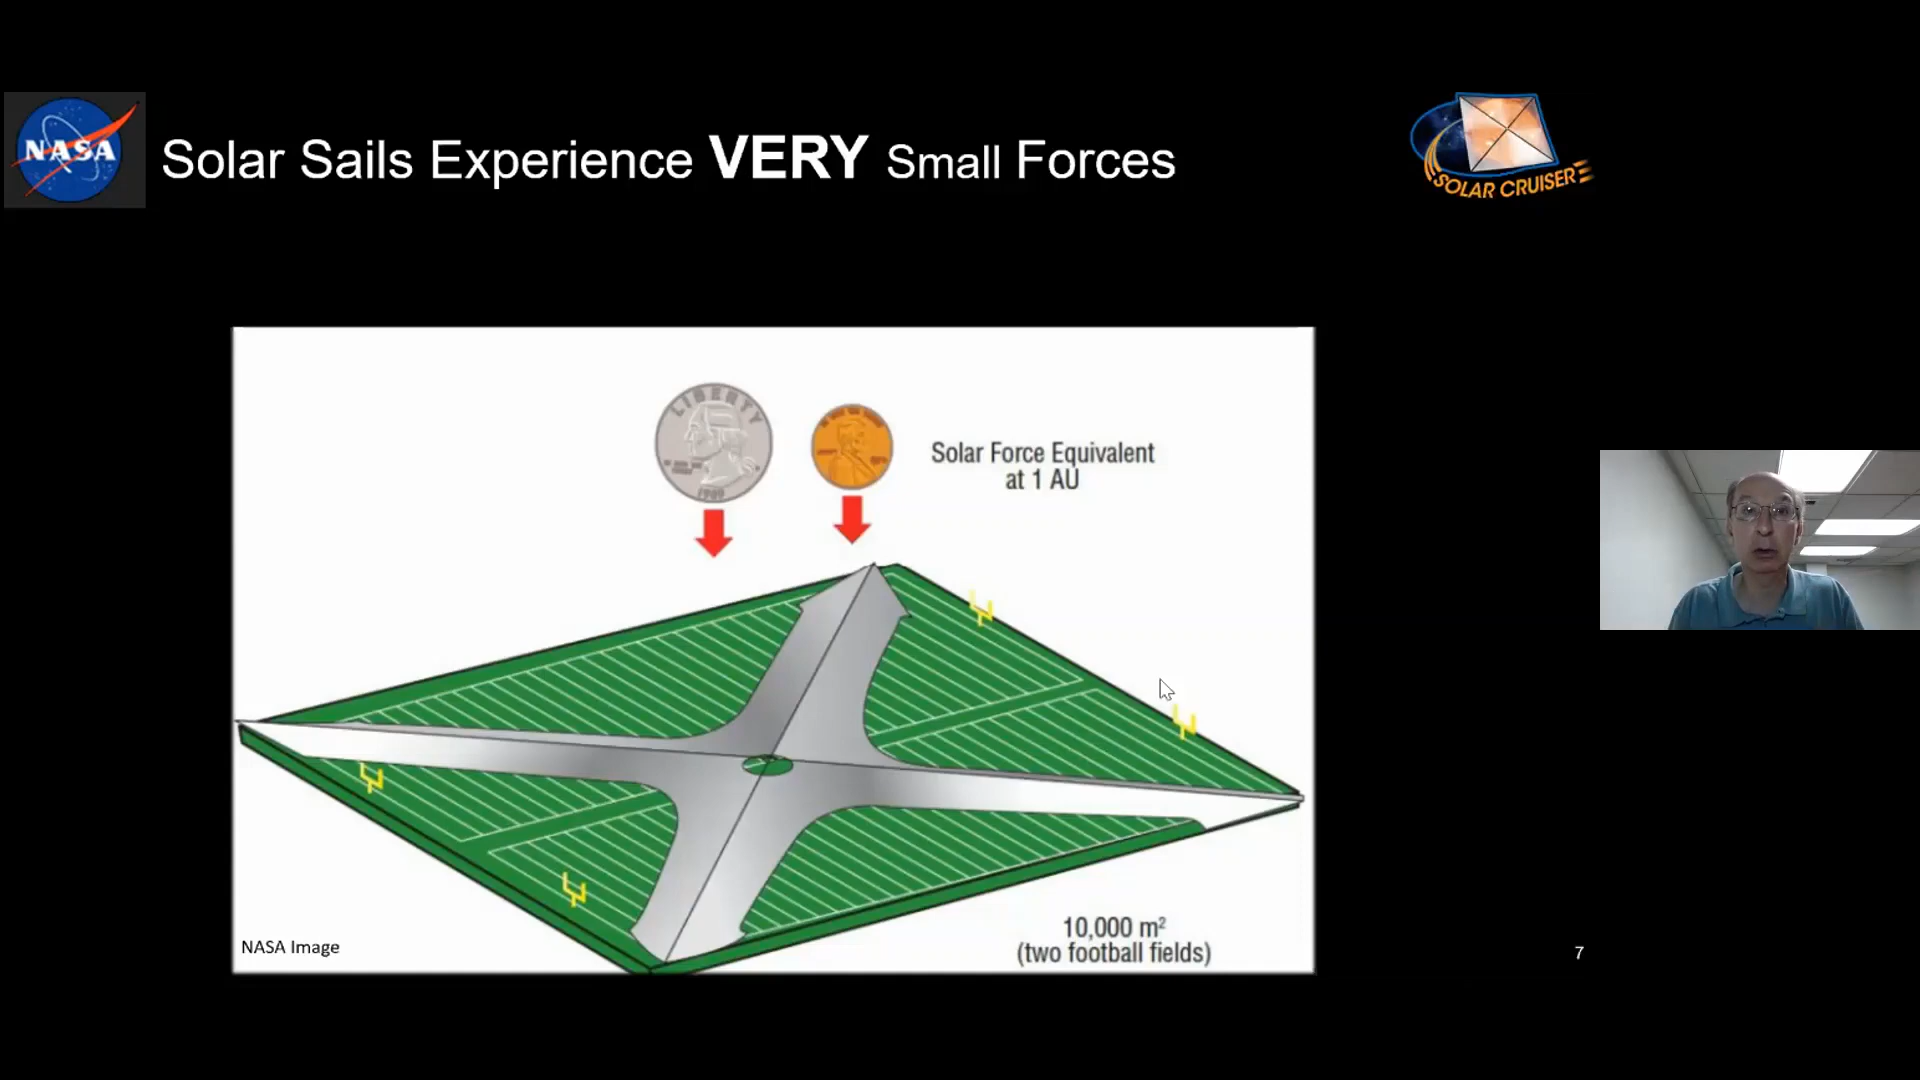 NASA
Solar Sails Experience VERY Small Forces
SOLAR CRUISER
LIBERTY
1989
Solar Force Equivalent
at 1 AU
10,000 m²
(two football fields)
NASA Image
7